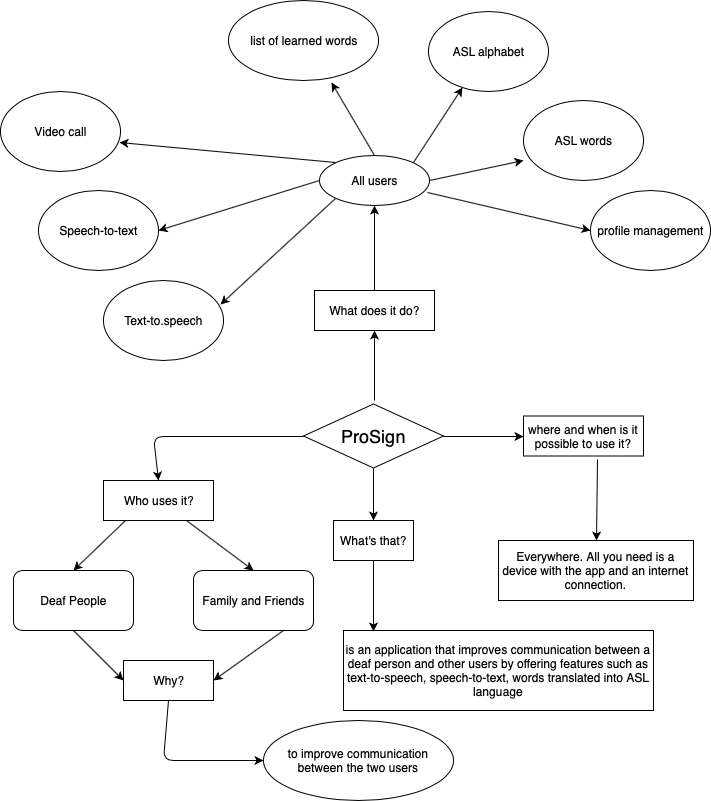 list of learned words
ASL alphabet
Video call
ASL words
All users
Speech-to-text
profile management
Text-to.speech
What does it do?
ProSign
where and when is it
possible to use it?
Who uses it?
What's that?
Everywhere. All you need is a
device with the app and an internet
connection.
Deaf People
Family and Friends
is an application that improves communication between a
deaf person and other users by offering features such as
text-to-speech, speech-to-text, words translated into ASL
language
Why?
to improve communication
between the two users